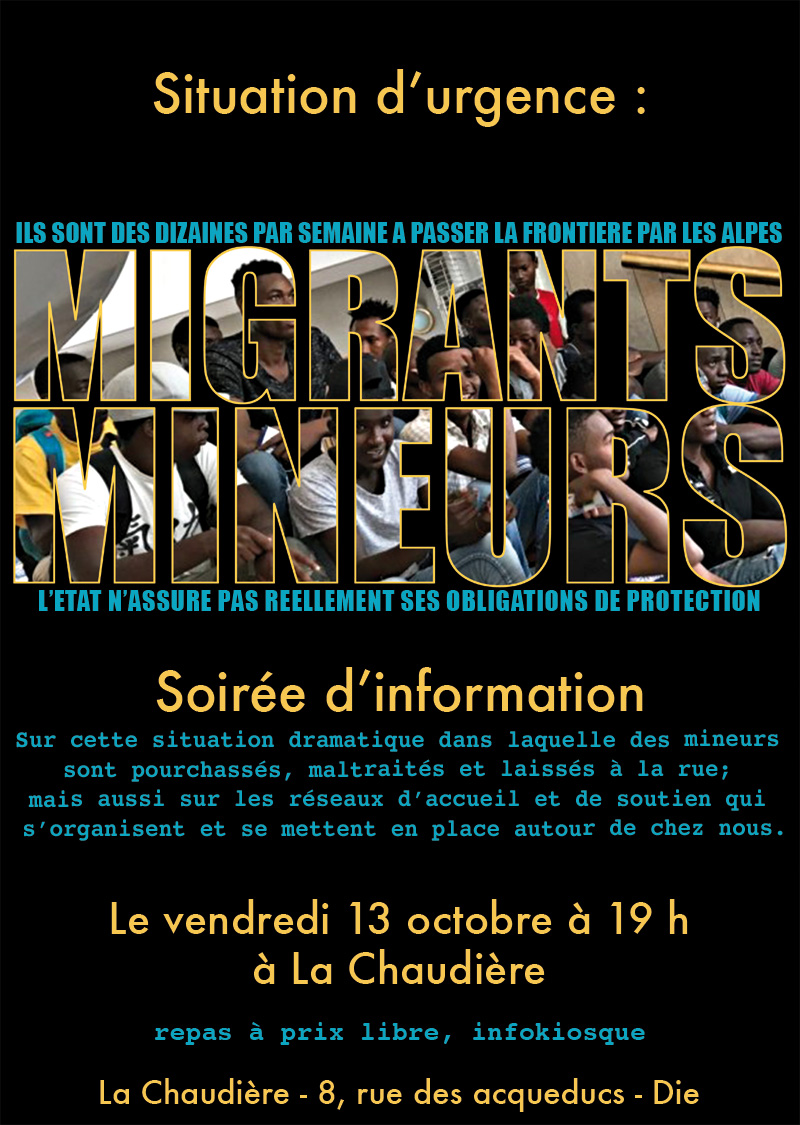 Situation d'urgence :
ILS SONT DES DIZAINES PAR SEMAINE A PASSER LA FRONTIERE PAR LES ALPES
MIGRANTS
MINEURS
L'ETAT N'ASSURE PAS REELLEMENT SES OBLIGATIONS DE PROTECTION
Soirée d'information
Sur cette situation dramatique dans laquelle des mineurs
sont pourchassés, maltraités et laissés à la rue;
mais aussi sur les réseaux d'accueil et de soutien qui
s'organisent et se mettent en place autour de chez nous.
Le vendredi 13 octobre à 19 h
à La Chaudière
repas à prix libre, infokiosque
La Chaudière - 8, rue des acqueducs - Die